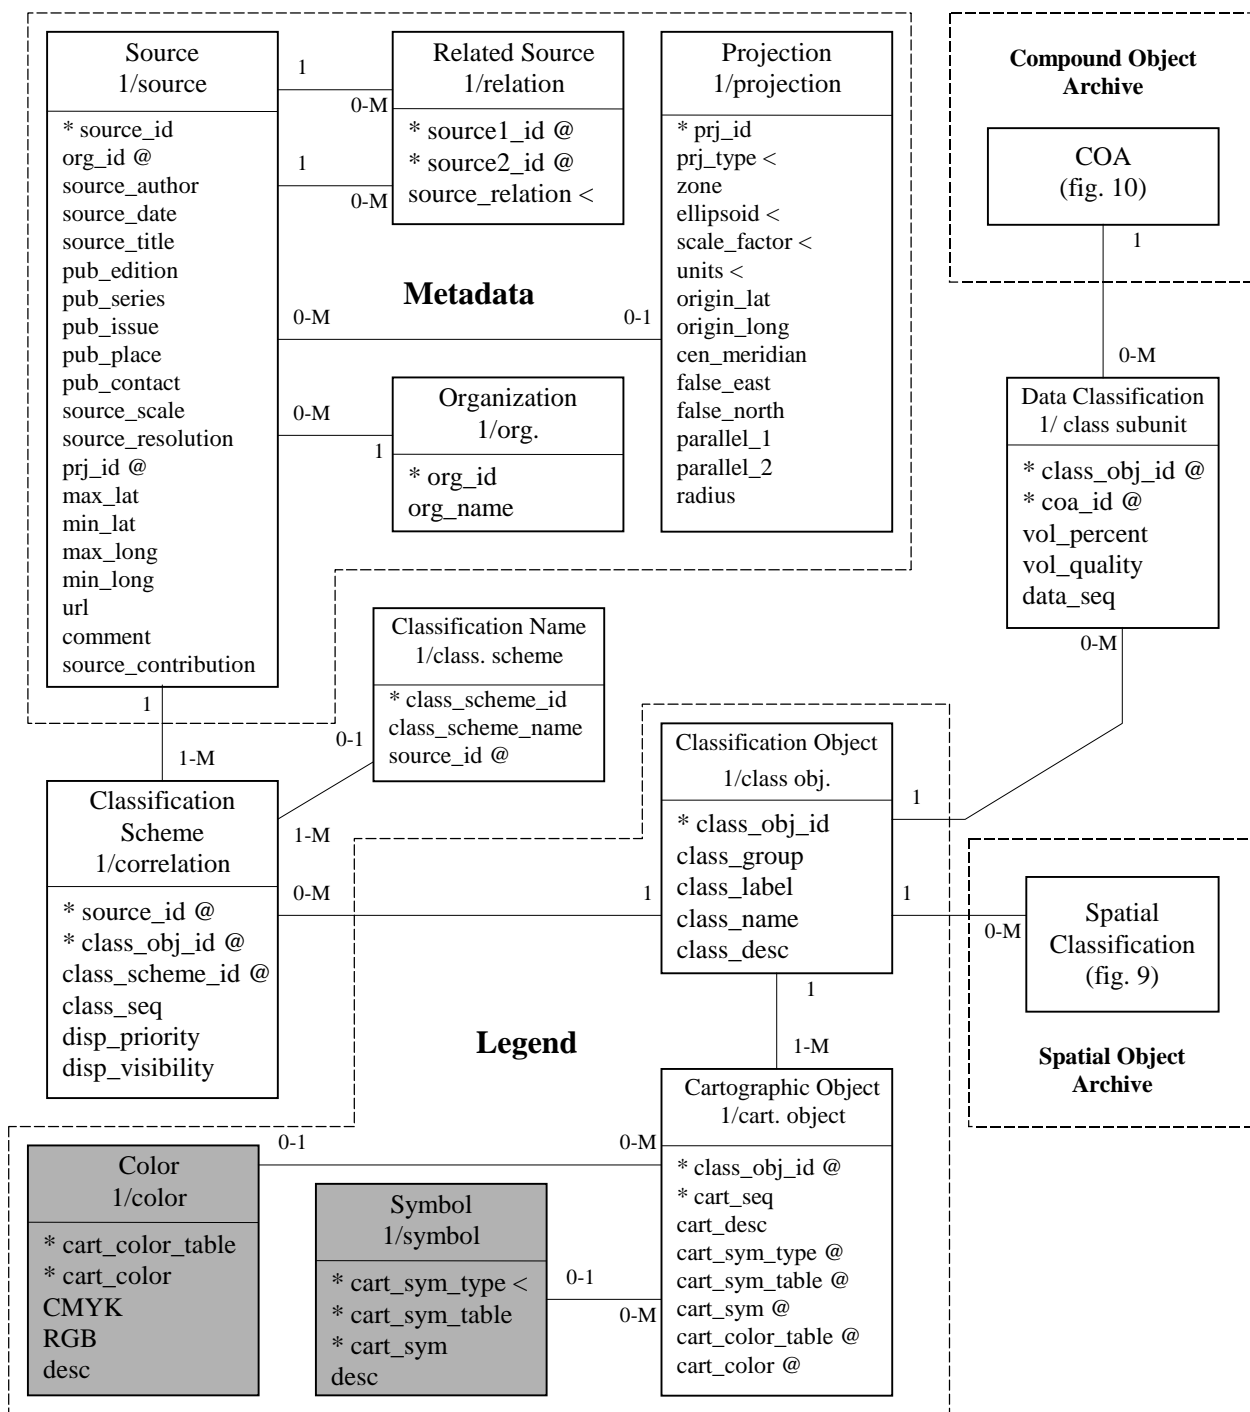 Source
1/source
* source_id
org_id @
source_author
source_date
source_title
pub_edition
pub_series
pub_issue
pub_place
pub_contact
source_scale
source_resolution
prj_id @
max_lat
min_lat
max_long
min_long
url
comment
source_contribution
1
0-M
1
0-M
Related Source
1/relation
* source1_id @
* source2_id @
source_relation <
Metadata
0-M
0-1
Projection
1/projection
* prj_id
prj_type <
zone
ellipsoid <
scale_factor <
units <
origin_lat
origin_long
cen_meridian
false_east
false_north
parallel_1
parallel_2
radius
0-M
1
Organization
1/org.
* org_id
org_name
Compound Object
Archive
COA
(fig. 10)
1
0-M
Data Classification
1/ class subunit
* class_obj_id @
* coa_id @
vol_percent
vol_quality
data_seq
0-M
1
1-M
Classification Name
1/class. scheme
* class_scheme_id
class_scheme_name
source_id @
0-1
1-M
Classification
Scheme
1/correlation
* source_id @
* class_obj_id @
class_scheme_id @
class_seq
disp_priority
disp_visibility
0-M
1
Classification Object
1/class obj.
* class_obj_id
class_group
class_label
class_name
class_desc
1
1
0-M
Spatial
Classification
(fig. 9)
Spatial Object
Archive
1
1-M
Legend
Cartographic Object
1/cart. object
* class_obj_id @
* cart_seq
cart_desc
cart_sym_type @
cart_sym_table @
cart_sym @
cart_color_table @
cart_color @
0-1
0-M
Color
1/color
* cart_color_table
* cart_color
CMYK
RGB
desc
Symbol
1/symbol
* cart_sym_type <
* cart_sym_table
* cart_sym
desc
0-1
0-M